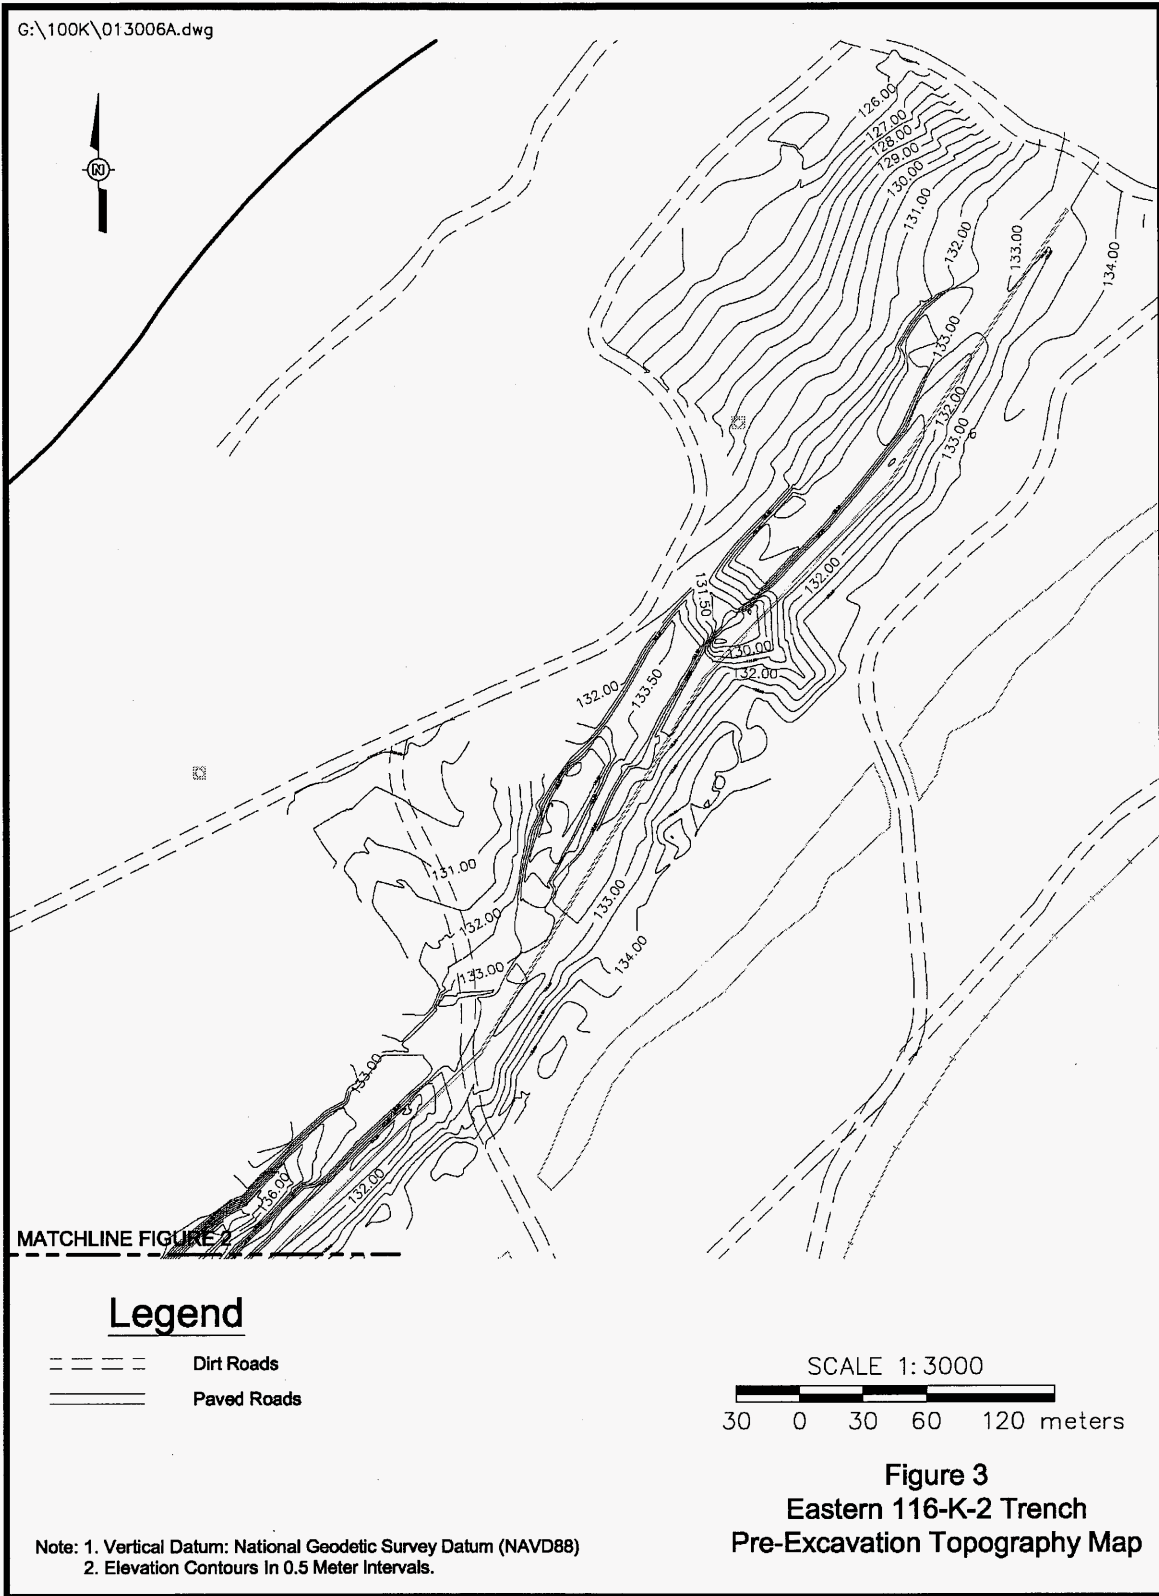 G:\100K\013006A.dwg
N
126.00
127.00
128.00
129.00
130.00
131.00
132.00
133.00
134.00
133.00
132.00
133.00
132.00
131.50
130.00
132.00
132.00
133.50
131.00
132.00
133.00
133.00
134.00
133.00
132.00
136.00
MATCHLINE FIGURE 2
Legend
Dirt Roads
Paved Roads
SCALE 1:3000
30 0 30 60 120 meters
Figure 3
Eastern 116-K-2 Trench
Pre-Excavation Topography Map
Note: 1. Vertical Datum: National Geodetic Survey Datum (NAVD88)
2. Elevation Contours In 0.5 Meter Intervals.